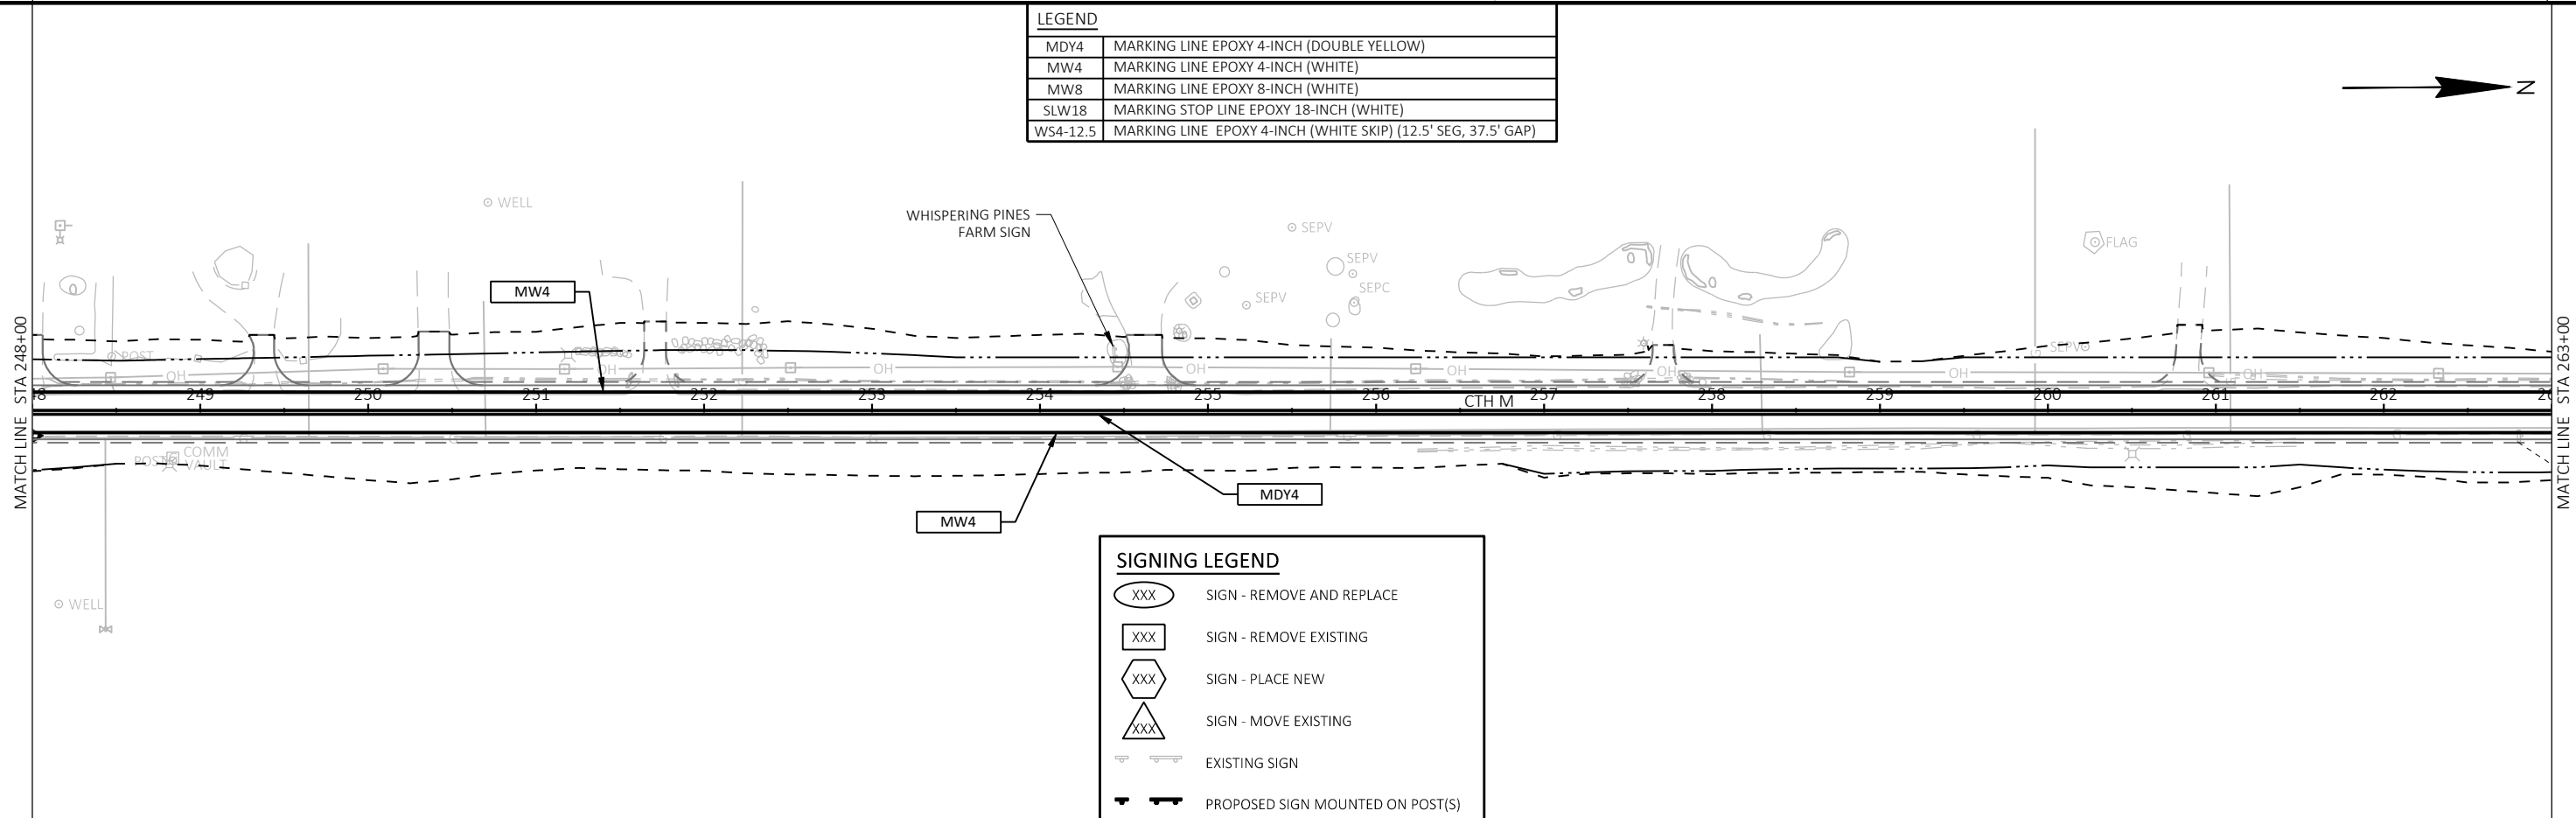 LEGEND
MDY4 MARKING LINE EPOXY 4-INCH (DOUBLE YELLOW)
MW4 MARKING LINE EPOXY 4-INCH (WHITE)
MW8 MARKING LINE EPOXY 8-INCH (WHITE)
SLW18 MARKING STOP LINE EPOXY 18-INCH (WHITE)
WS4-12.5 MARKING LINE EPOXY 4-INCH (WHITE SKIP) (12.5' SEG, 37.5' GAP)
N
WELL
WHISPERING PINES
FARM SIGN
SEPV
SEPV
SEPV
SEPC
FLAG
MW4
POST
SEPV
OH OH OH OH OH OH OH OH
MATCH LINE STA 248+00
48 249 250 251 252 253 254 255 256 257 258 259 260 261 262 26
CTH M
MATCH LINE STA 263+00
POST
COMM
VAULT
MDY4
MW4
WELL
SIGNING LEGEND
XXX SIGN - REMOVE AND REPLACE
XXX SIGN - REMOVE EXISTING
XXX SIGN - PLACE NEW
XXX SIGN - MOVE EXISTING
EXISTING SIGN
PROPOSED SIGN MOUNTED ON POST(S)